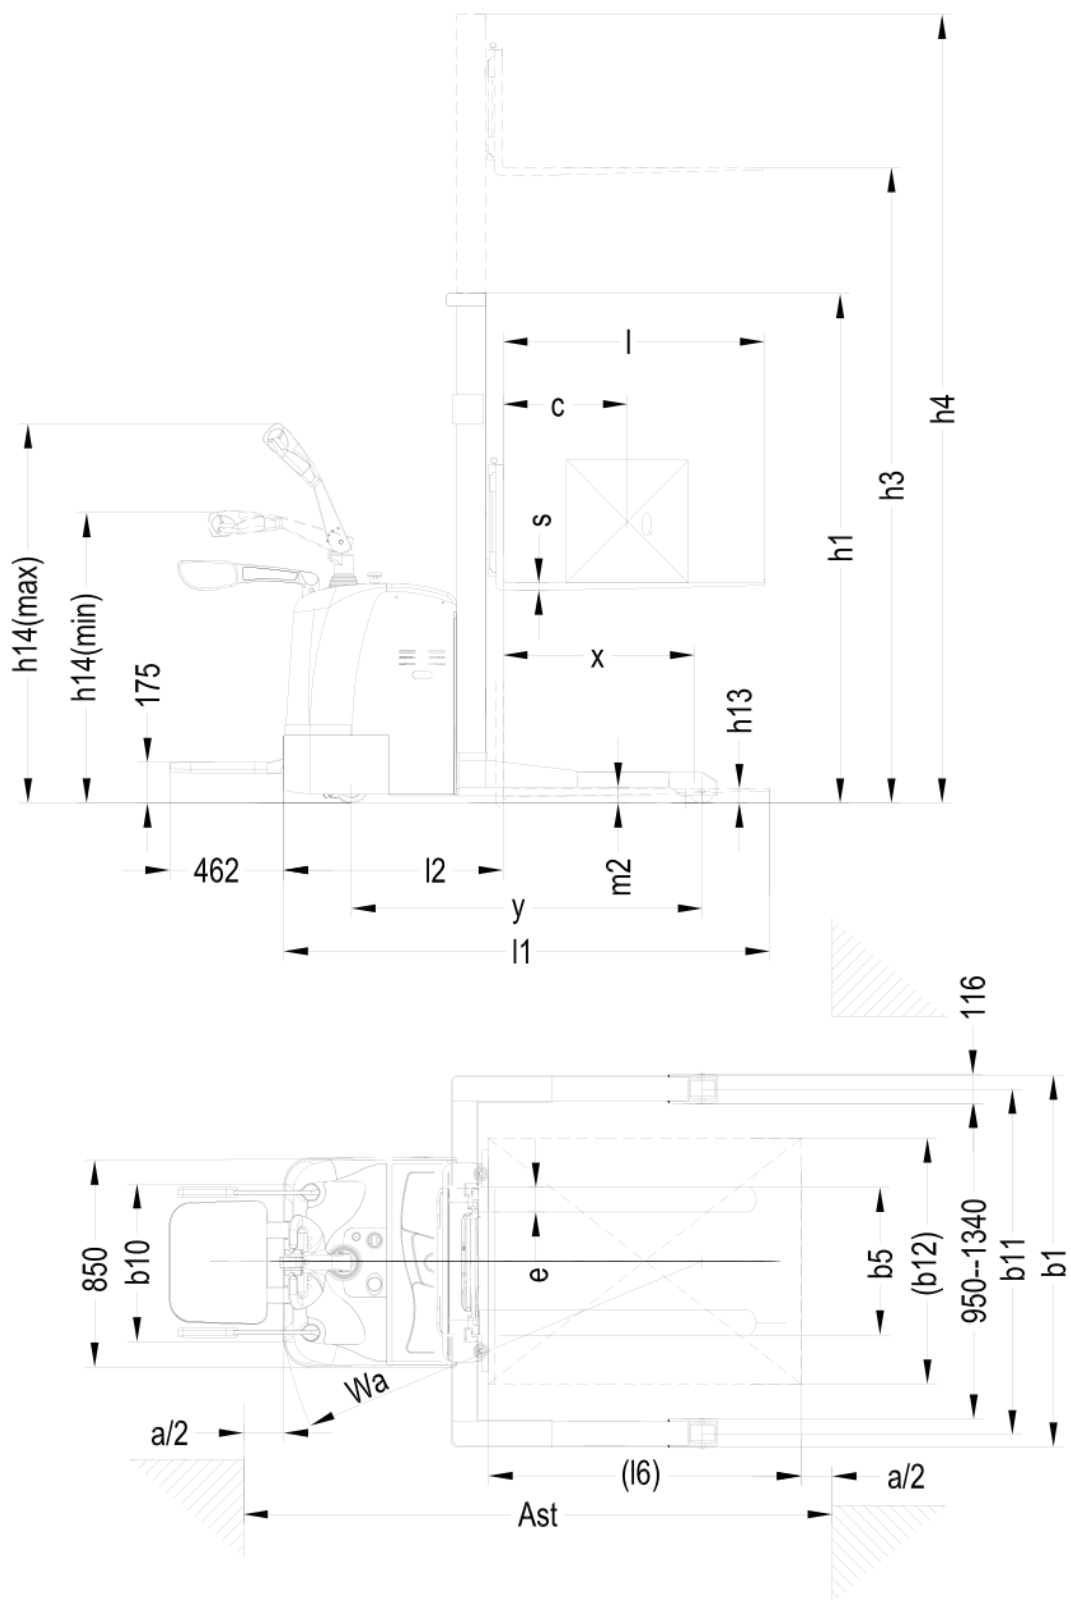 h4
l
c
h3
s
Q
h1
h14(max)
h14(min)
x
175
h13
462
l2
m2
y
l1
116
850
b10
e
b5
(b12)
950--1340
b11
b1
Wa
a/2
(l6)
a/2
Ast